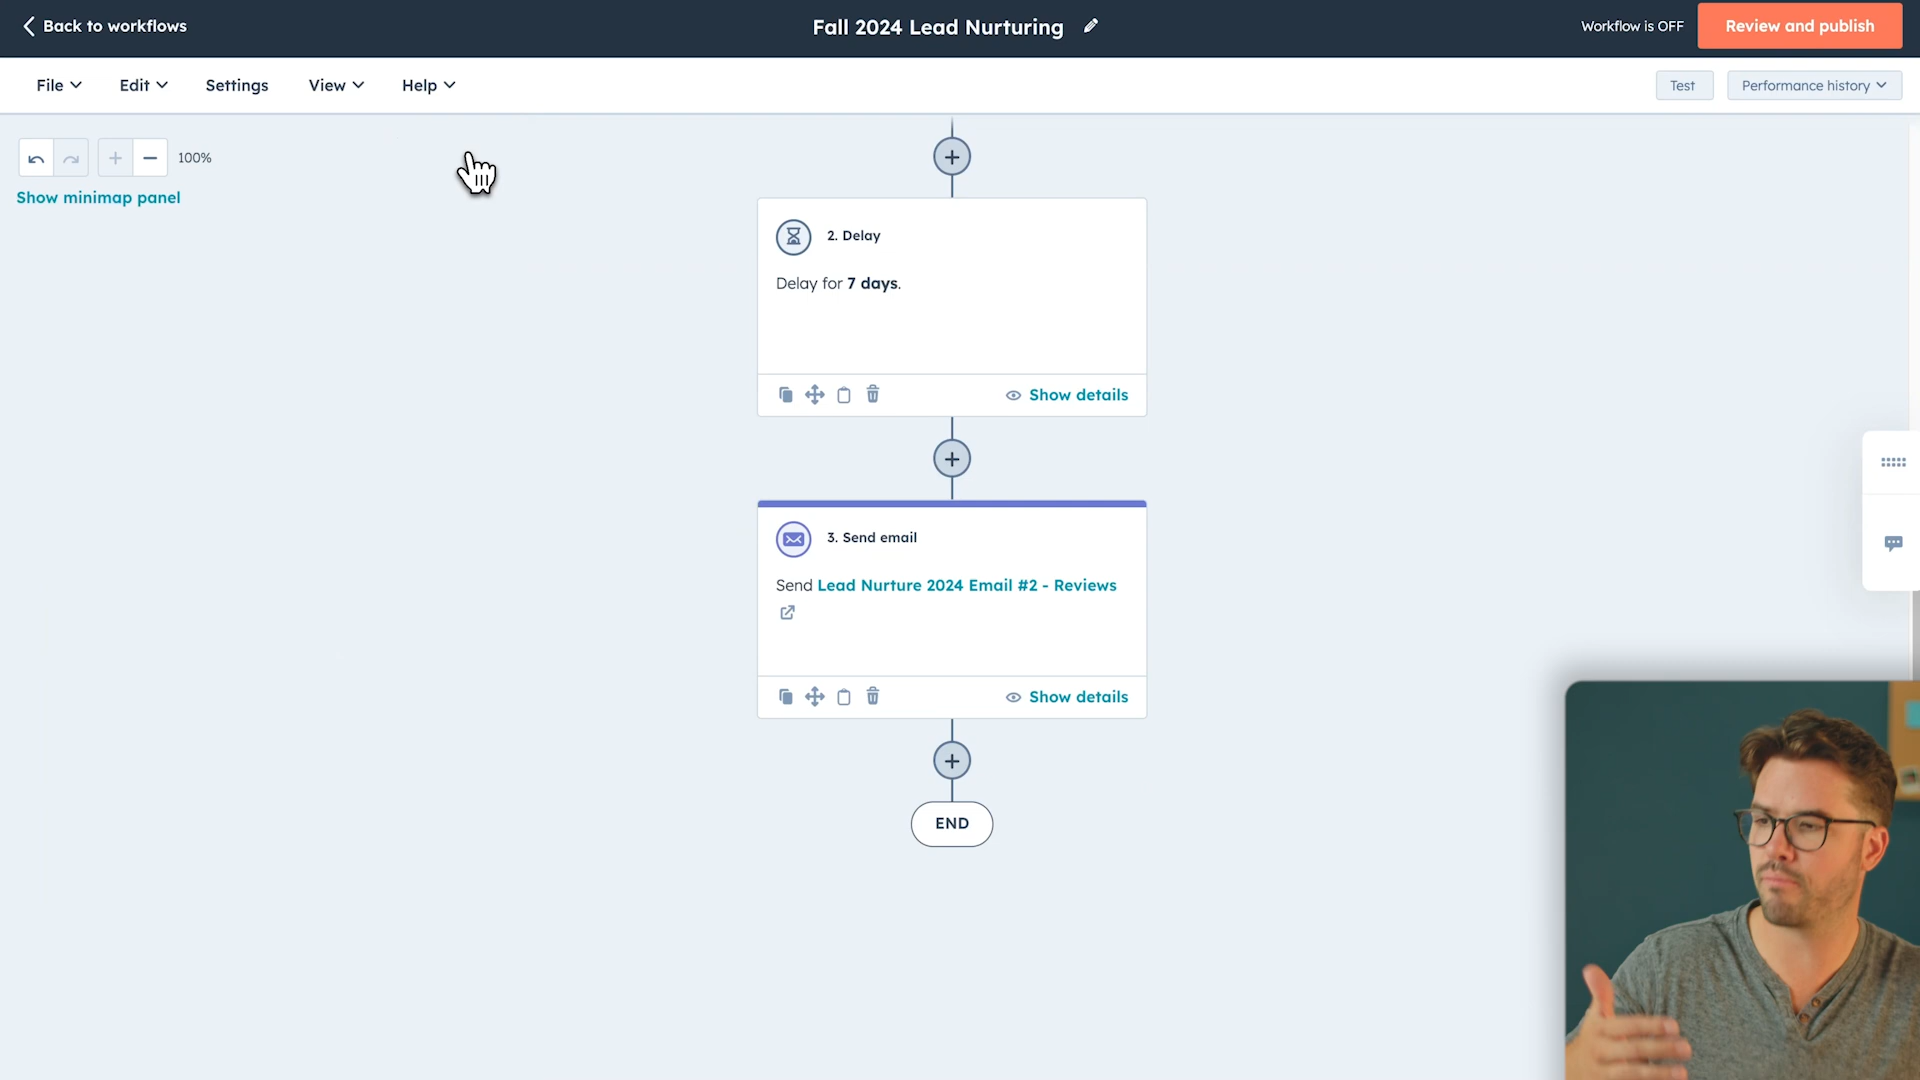 Back to workflows
Fall 2024 Lead Nurturing
Workflow is OFF
Review and publish
File
Edit
Settings
View
Help
Test
Performance history
100%
Show minimap panel
2. Delay
Delay for 7 days.
Show details
3. Send email
Send Lead Nurture 2024 Email #2 - Reviews
Show details
END